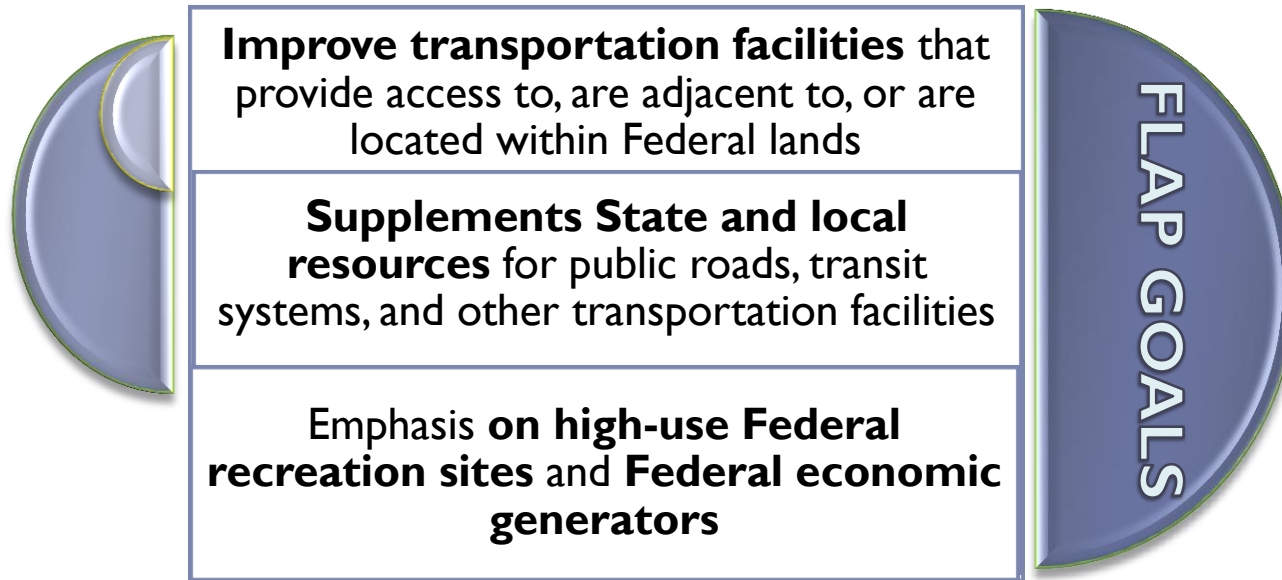 Improve transportation facilities that
provide access to, are adjacent to, or are
located within Federal lands
Supplements State and local
resources for public roads, transit
systems, and other transportation facilities
Emphasis on high-use Federal
recreation sites and Federal economic
generators
FLAP GOALS